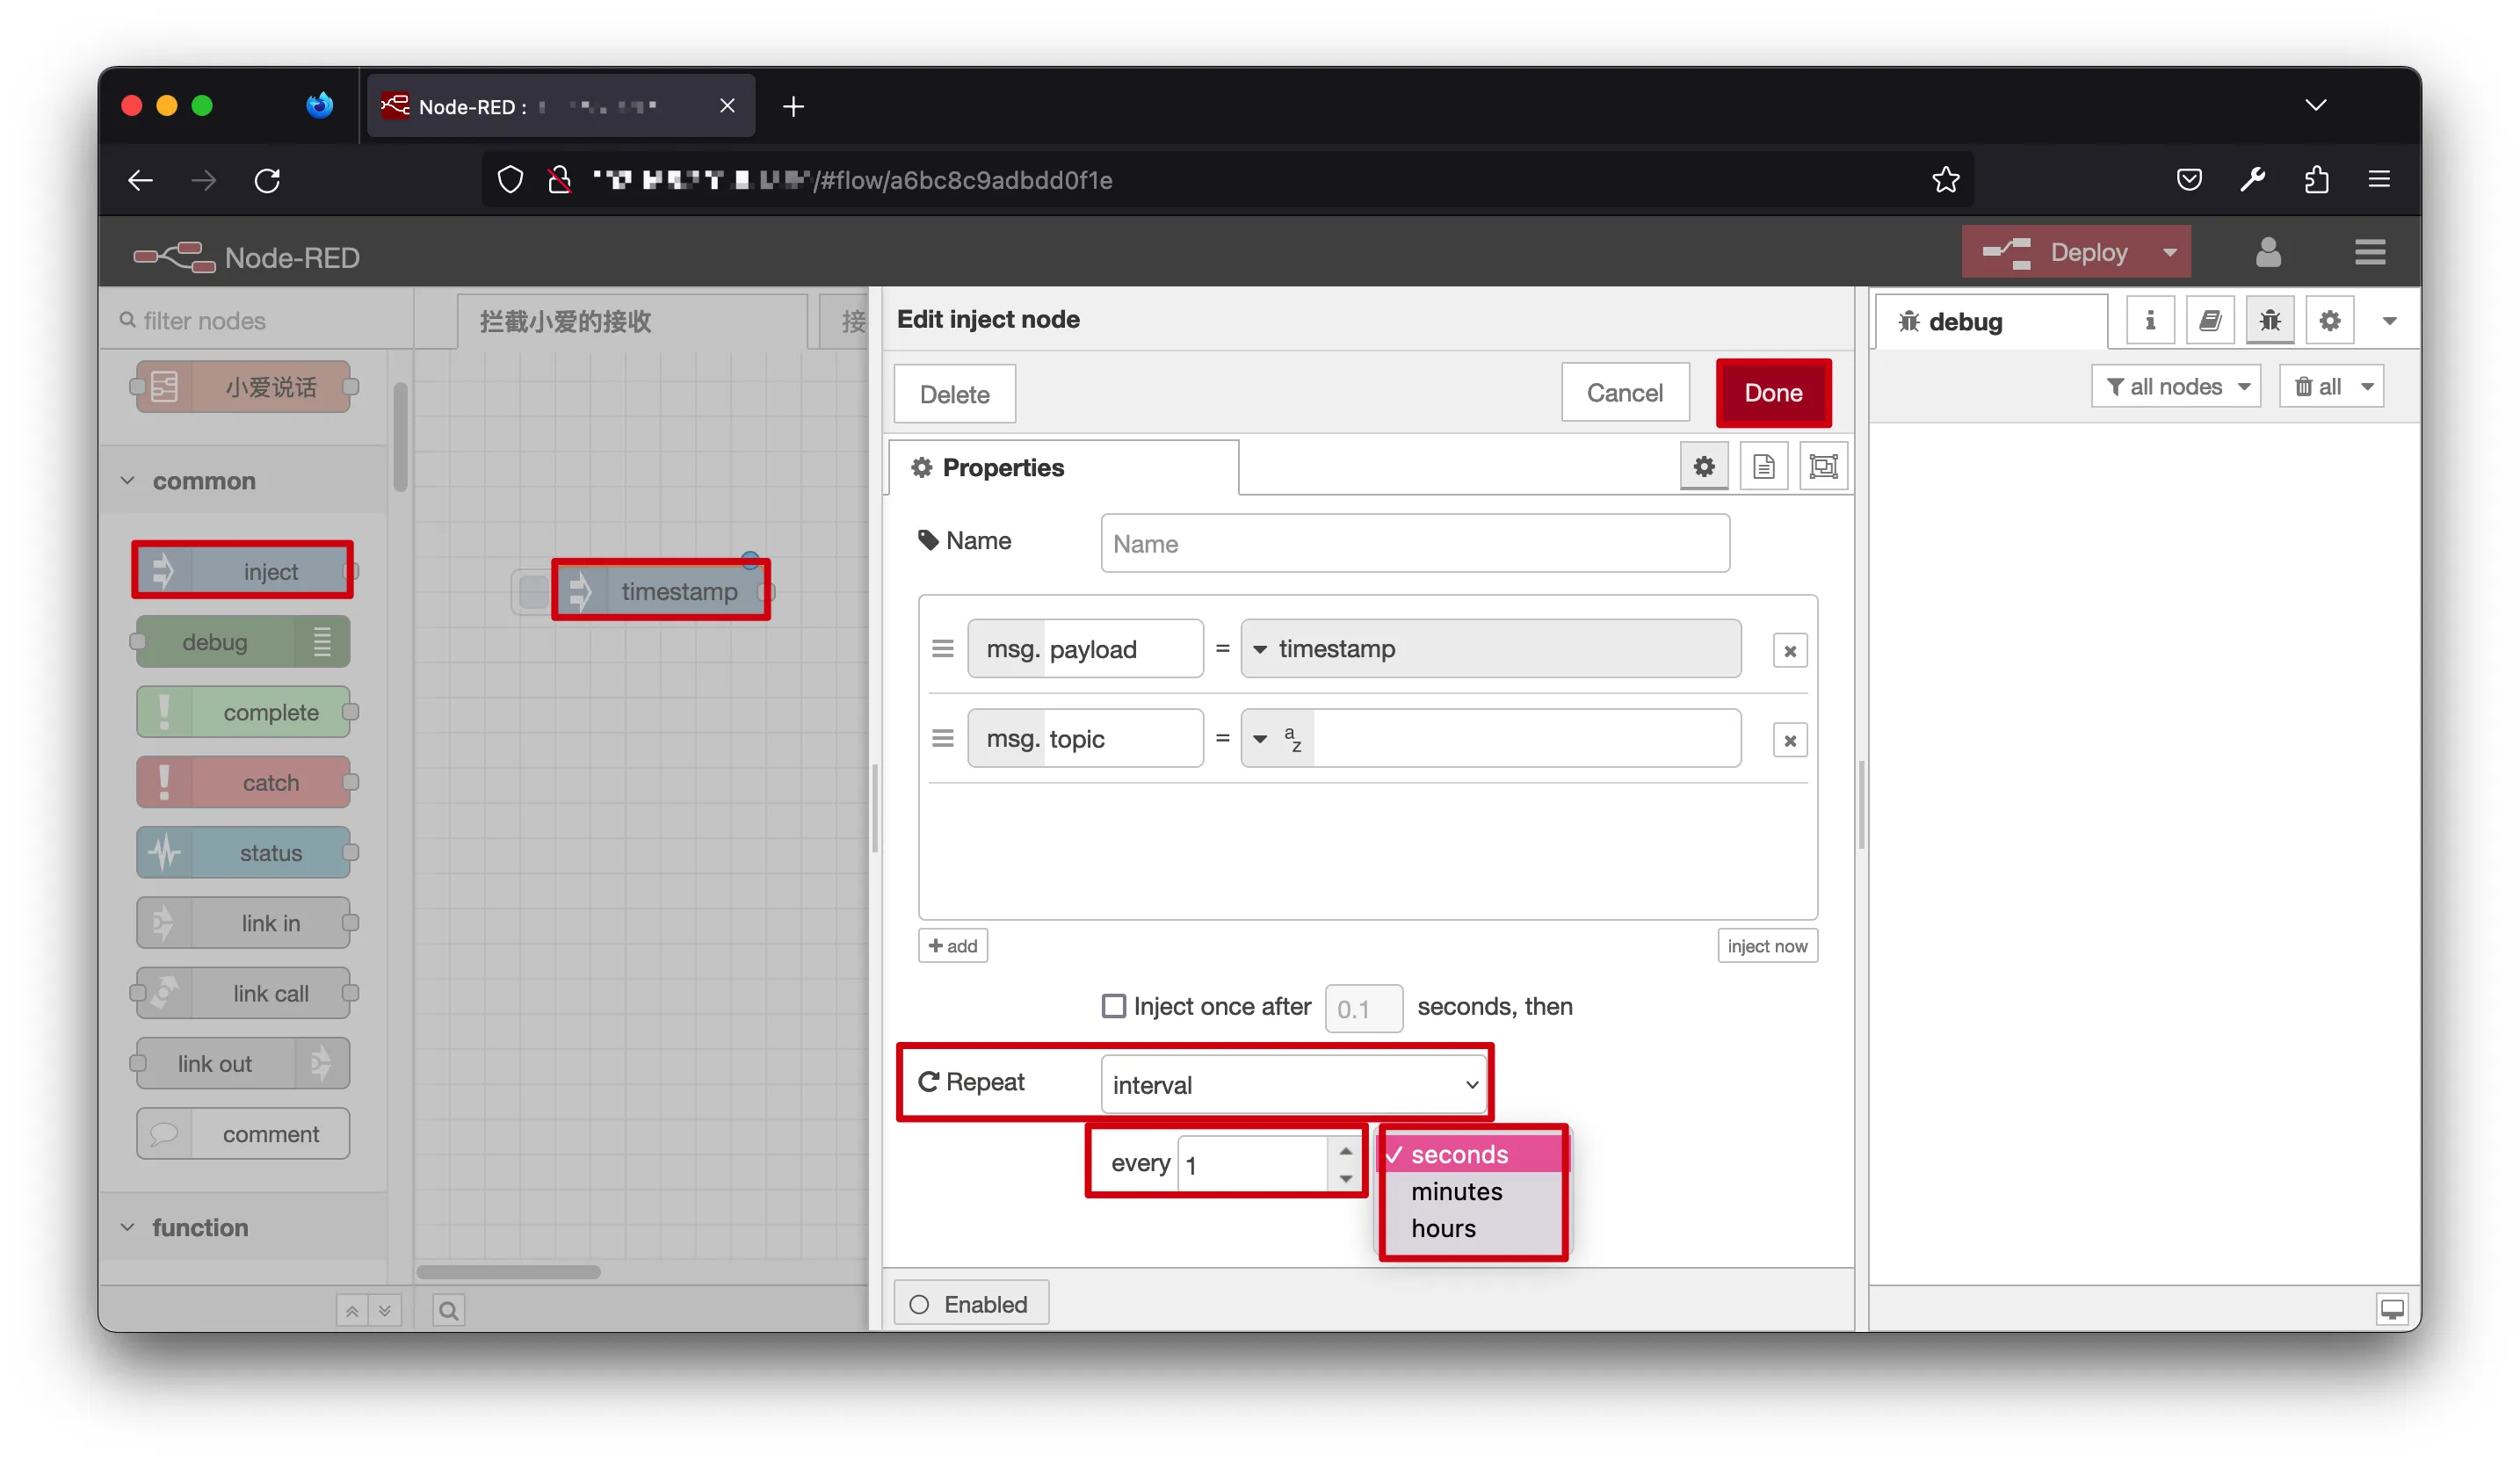 Node-RED :
/#flow/a6bc8c9adbdd0f1e
Node-RED
Deploy
filter nodes
小爱说话
common
inject
debug
complete
catch
status
link in
link call
link out
comment
function
拦截小爱的接收
接
timestamp
Edit inject node
Delete
Cancel
Done
Properties
Name
Name
msg. payload = timestamp
msg. topic = a z
add
inject now
Inject once after 0.1 seconds, then
Repeat interval
every 1
seconds
minutes
hours
Enabled
debug
i
all nodes
all